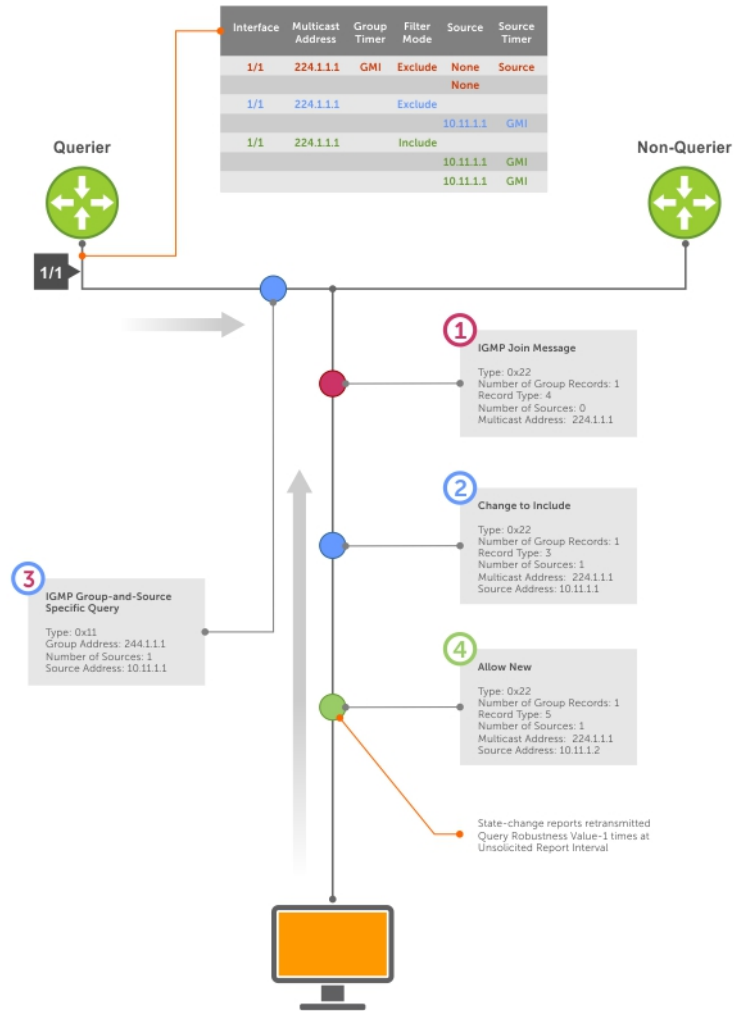 Interface Multicast Address Group Timer Filter Mode Source Source Timer
1/1 224.1.1.1 GMI Exclude None Source
None
1/1 224.1.1.1 Exclude
10.11.1.1 GMI
1/1 224.1.1.1 Include
10.11.1.1 GMI
10.11.1.1 GMI
Querier
Non-Querier
1/1
1
IGMP Join Message
Type: 0x22
Number of Group Records: 1
Record Type: 4
Number of Sources: 0
Multicast Address: 224.1.1.1
2
Change to Include
Type: 0x22
Number of Group Records: 1
Record Type: 3
Number of Sources: 1
Multicast Address: 224.1.1.1
Source Address: 10.11.1.1
3
IGMP Group-and-Source
Specific Query
Type: 0x11
Group Address: 244.1.1.1
Number of Sources: 1
Source Address: 10.11.1.1
4
Allow New
Type: 0x22
Number of Group Records: 1
Record Type: 5
Number of Sources: 1
Multicast Address: 224.1.1.1
Source Address: 10.11.1.2
State-change reports retransmitted
Query Robustness Value-1 times at
Unsolicited Report Interval